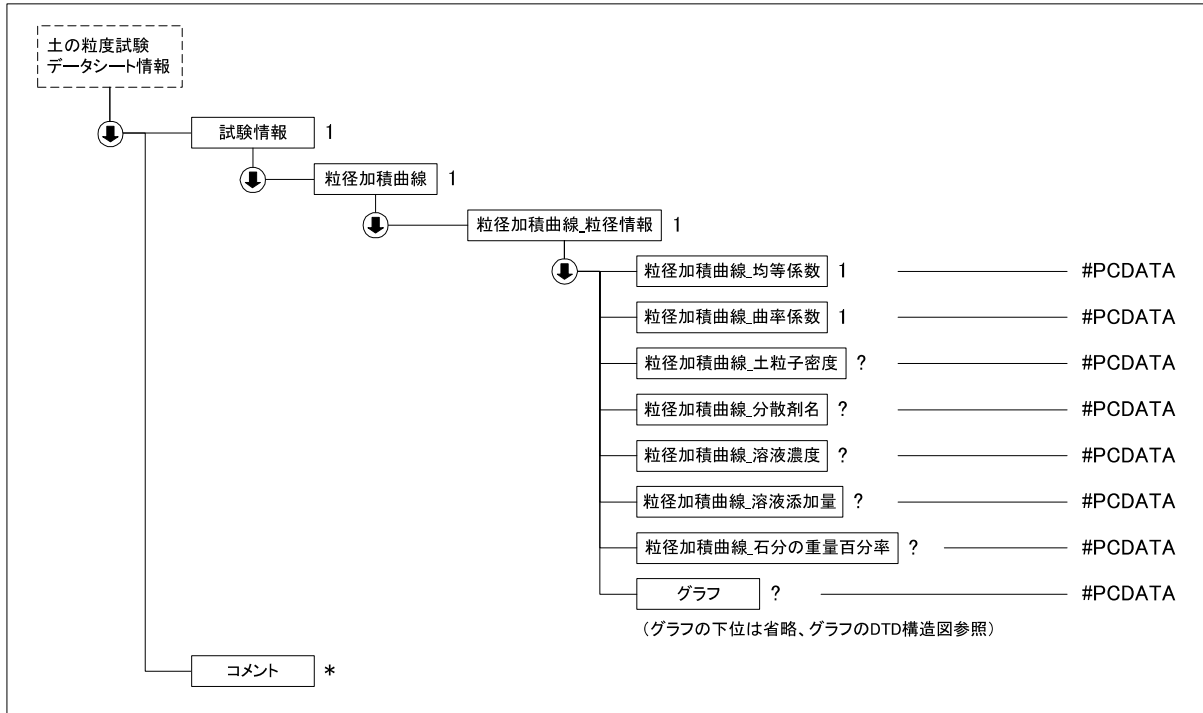 土の粒度試験
データシート情報
試験情報 1
粒径加積曲線 1
粒径加積曲線_粒径情報 1
粒径加積曲線_均等係数 1 #PCDATA
粒径加積曲線_曲率係数 1 #PCDATA
粒径加積曲線_土粒子密度 ? #PCDATA
粒径加積曲線_分散剤名 ? #PCDATA
粒径加積曲線_溶液濃度 ? #PCDATA
粒径加積曲線_溶液添加量 ? #PCDATA
粒径加積曲線_石分の重量百分率 ? #PCDATA
グラフ ? #PCDATA
(グラフの下位は省略、グラフのDTD構造図参照)
コメント *